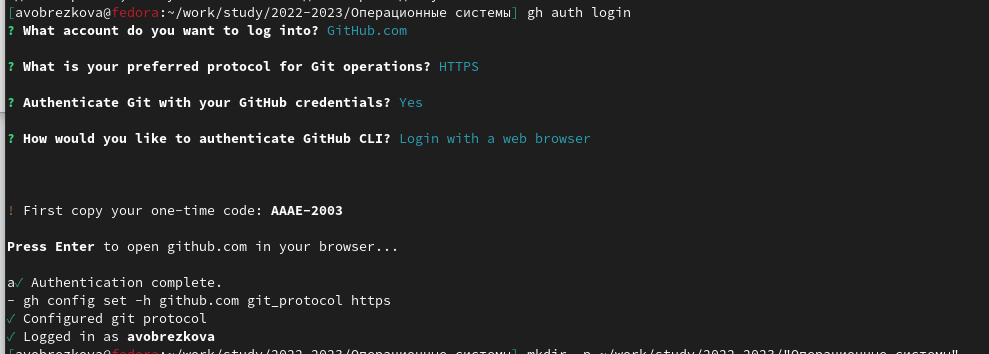 [avobrezkova@fedora:~/work/study/2022-2023/Операционные системы] gh auth login
? What account do you want to log into? GitHub.com
? What is your preferred protocol for Git operations? HTTPS
? Authenticate Git with your GitHub credentials? Yes
? How would you like to authenticate GitHub CLI? Login with a web browser
! First copy your one-time code: AAAE-2003
Press Enter to open github.com in your browser...
a✓ Authentication complete.
- gh config set -h github.com git_protocol https
✓ Configured git protocol
✓ Logged in as avobrezkova
[avobrezkova@fedora:~/work/study/2022-2023/Операционные системы] mkdir -p ~/work/study/2022-2023/"Операционные системы"